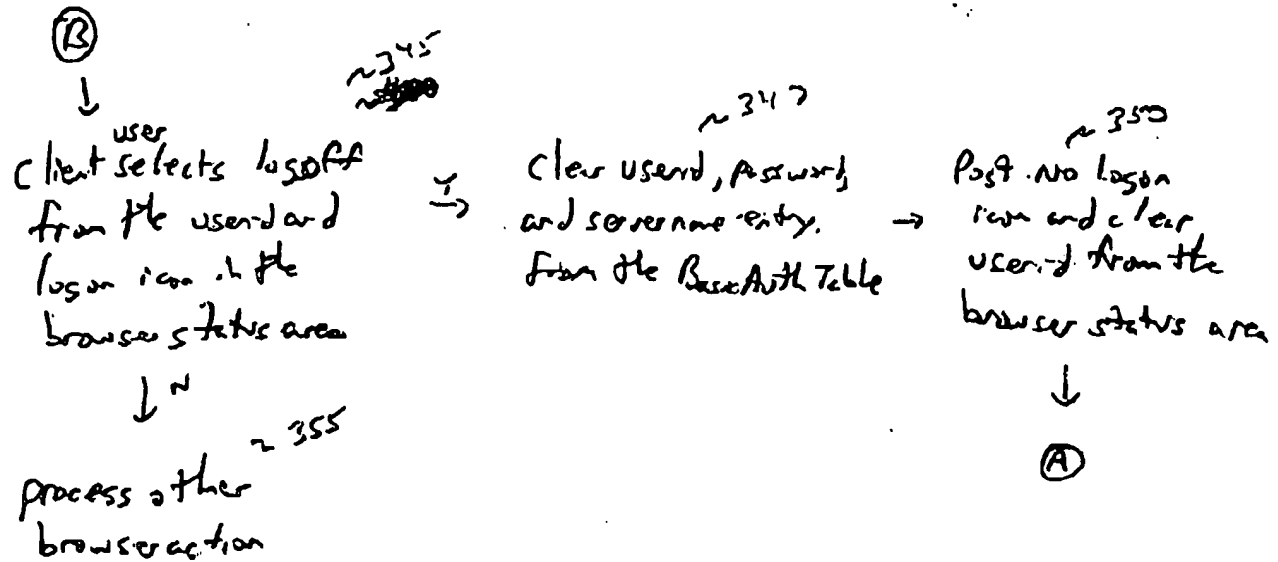 B
~345
user
client selects logoff
from the userid and
logon icon in the
browser status area
N
~355
process other
browser action
Y
~347
Clear userid, password,
and servername entry.
from the BasicAuth Table
~350
Post No logon
icon and clear
userid from the
browser status area
A